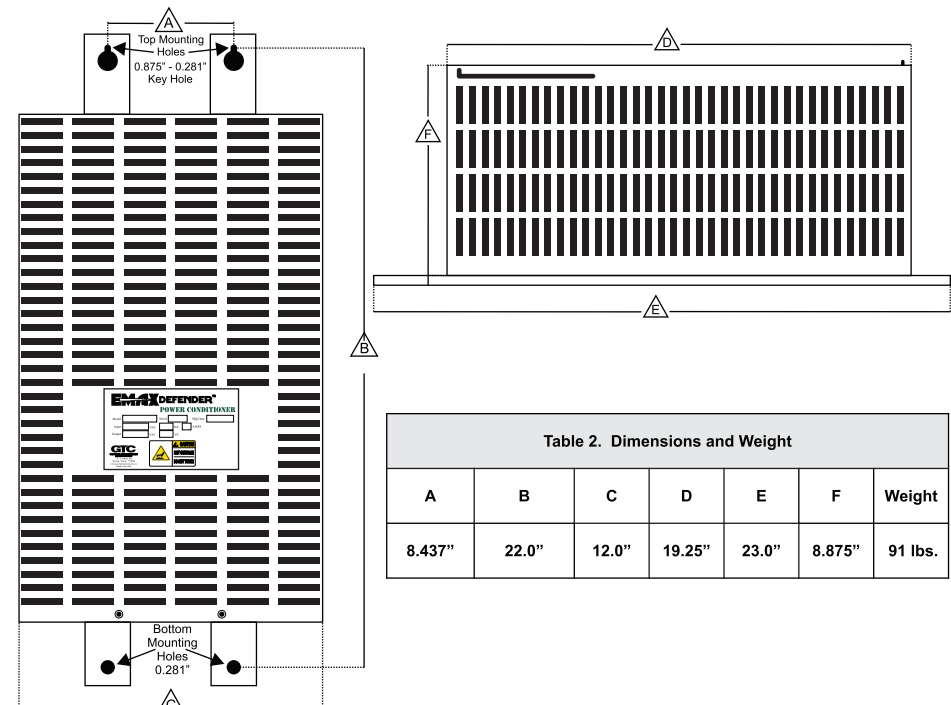 A
Top Mounting
Holes
0.875” - 0.281”
Key Hole
D
F
E
B
EMAX DEFENDER™
POWER CONDITIONER
GTC
CAUTION
Table 2. Dimensions and Weight
A B C D E F Weight
8.437” 22.0” 12.0” 19.25” 23.0” 8.875” 91 lbs.
Bottom
Mounting
Holes
0.281”
C